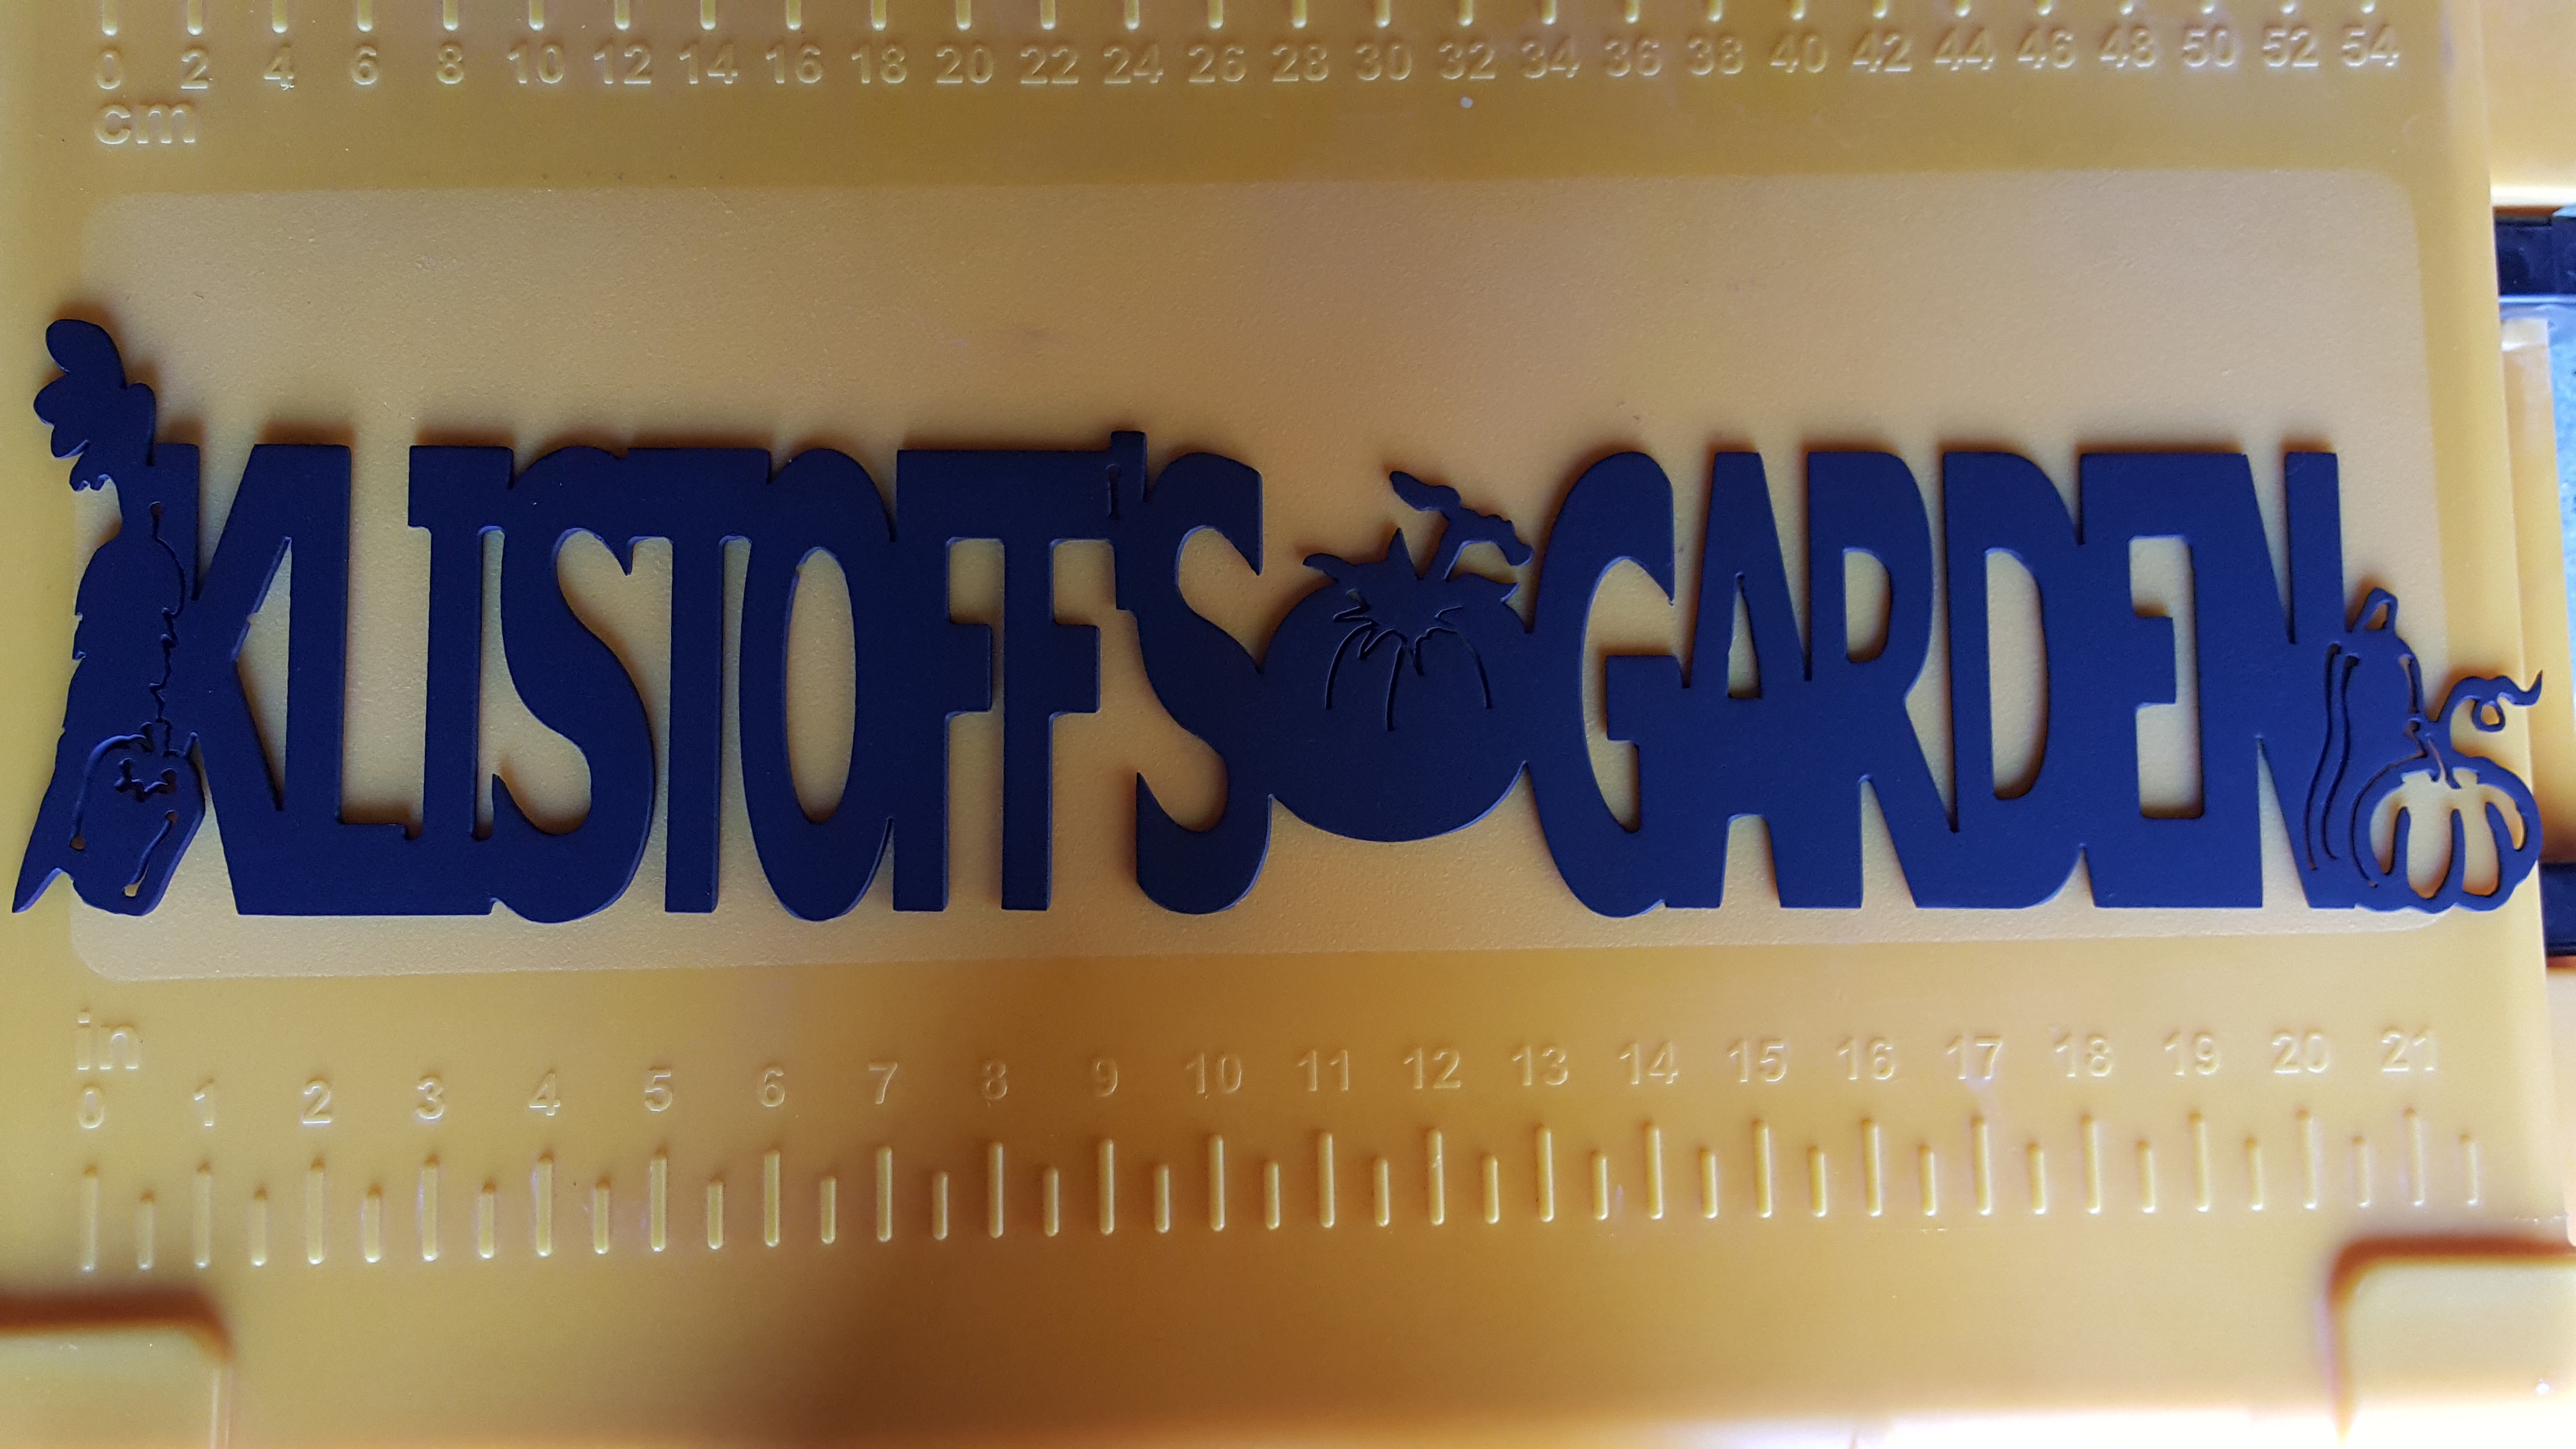 0 2 4 6 8 10 12 14 16 18 20 22 24 26 28 30 32 34 36 38 40 42 44 46 48 50 52 54
cm
KLISTOFF'S GARDEN
in
0 1 2 3 4 5 6 7 8 9 10 11 12 13 14 15 16 17 18 19 20 21